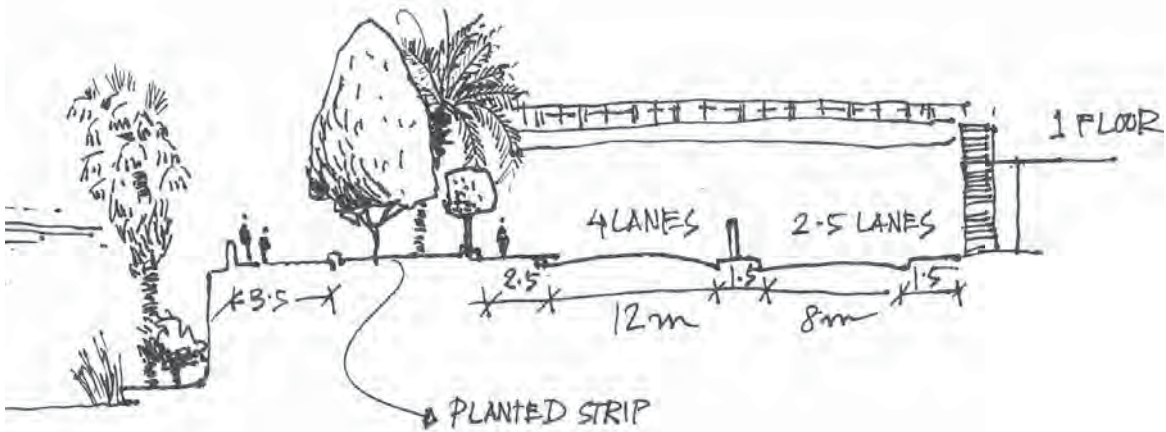 1 FLOOR
4 LANES
2.5 LANES
3.5
2.5
12m
1.5
8m
1.5
PLANTED STRIP